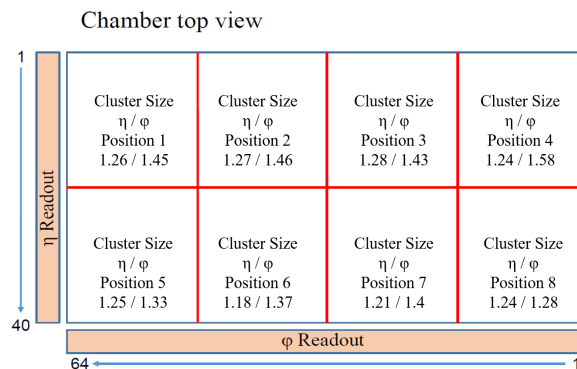 Chamber top view
1
η Readout
40
Cluster Size
η / φ
Position 1
1.26 / 1.45
Cluster Size
η / φ
Position 2
1.27 / 1.46
Cluster Size
η / φ
Position 3
1.28 / 1.43
Cluster Size
η / φ
Position 4
1.24 / 1.58
Cluster Size
η / φ
Position 5
1.25 / 1.33
Cluster Size
η / φ
Position 6
1.18 / 1.37
Cluster Size
η / φ
Position 7
1.21 / 1.4
Cluster Size
η / φ
Position 8
1.24 / 1.28
φ Readout
64
1